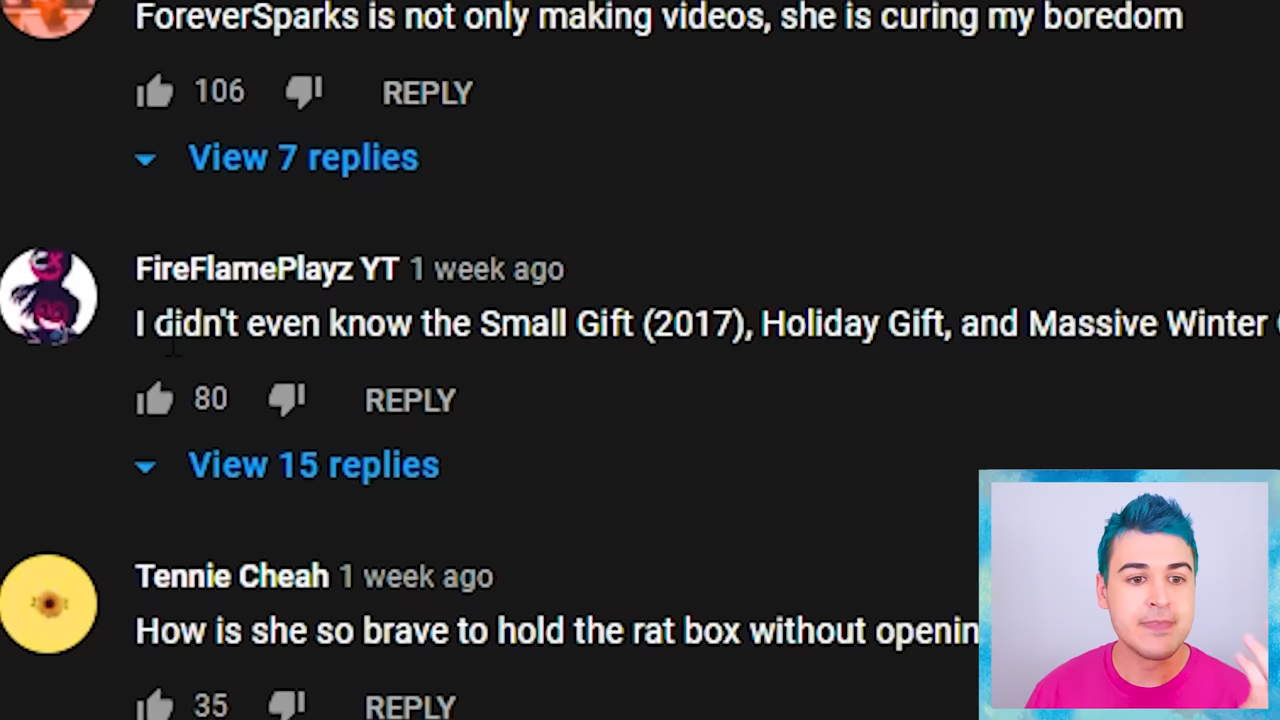 ForeverSparks is not only making videos, she is curing my boredom
106 REPLY
View 7 replies
FireFlamePlayz YT 1 week ago
I didn't even know the Small Gift (2017), Holiday Gift, and Massive Winter
80 REPLY
View 15 replies
Tennie Cheah 1 week ago
How is she so brave to hold the rat box without openin
35 REPLY